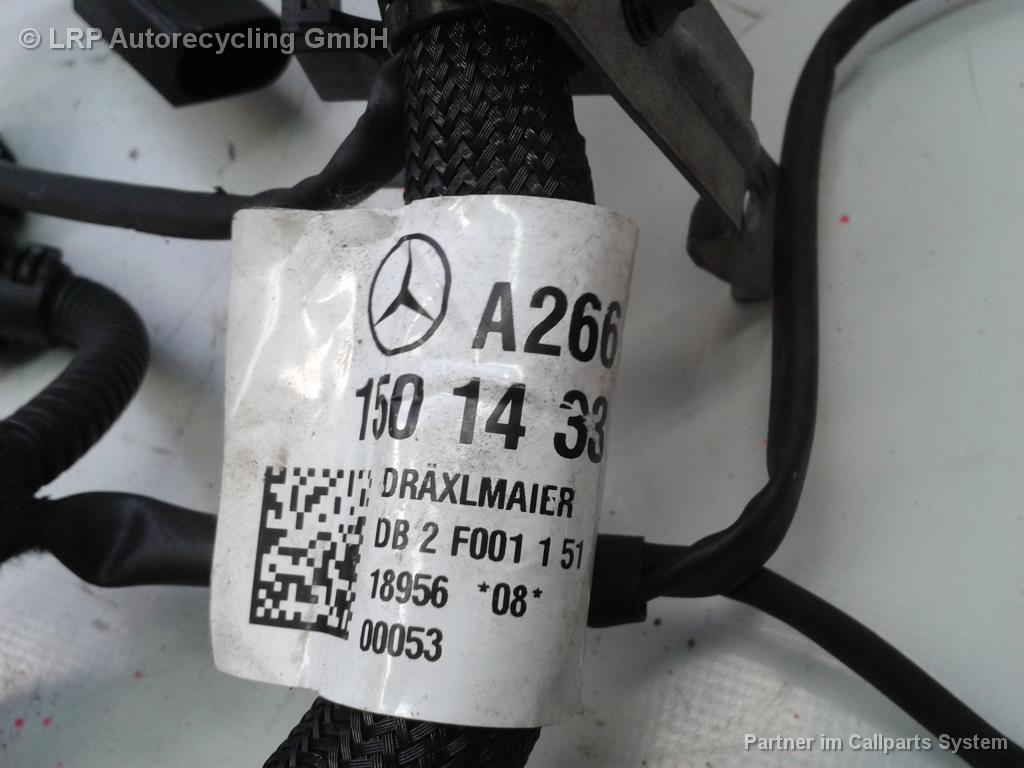 © LRP Autorecycling GmbH
A266
150 14 33
DRÄXLMAIER
DB 2 F001 1 51
18956 *08*
00053
Partner im Callparts System